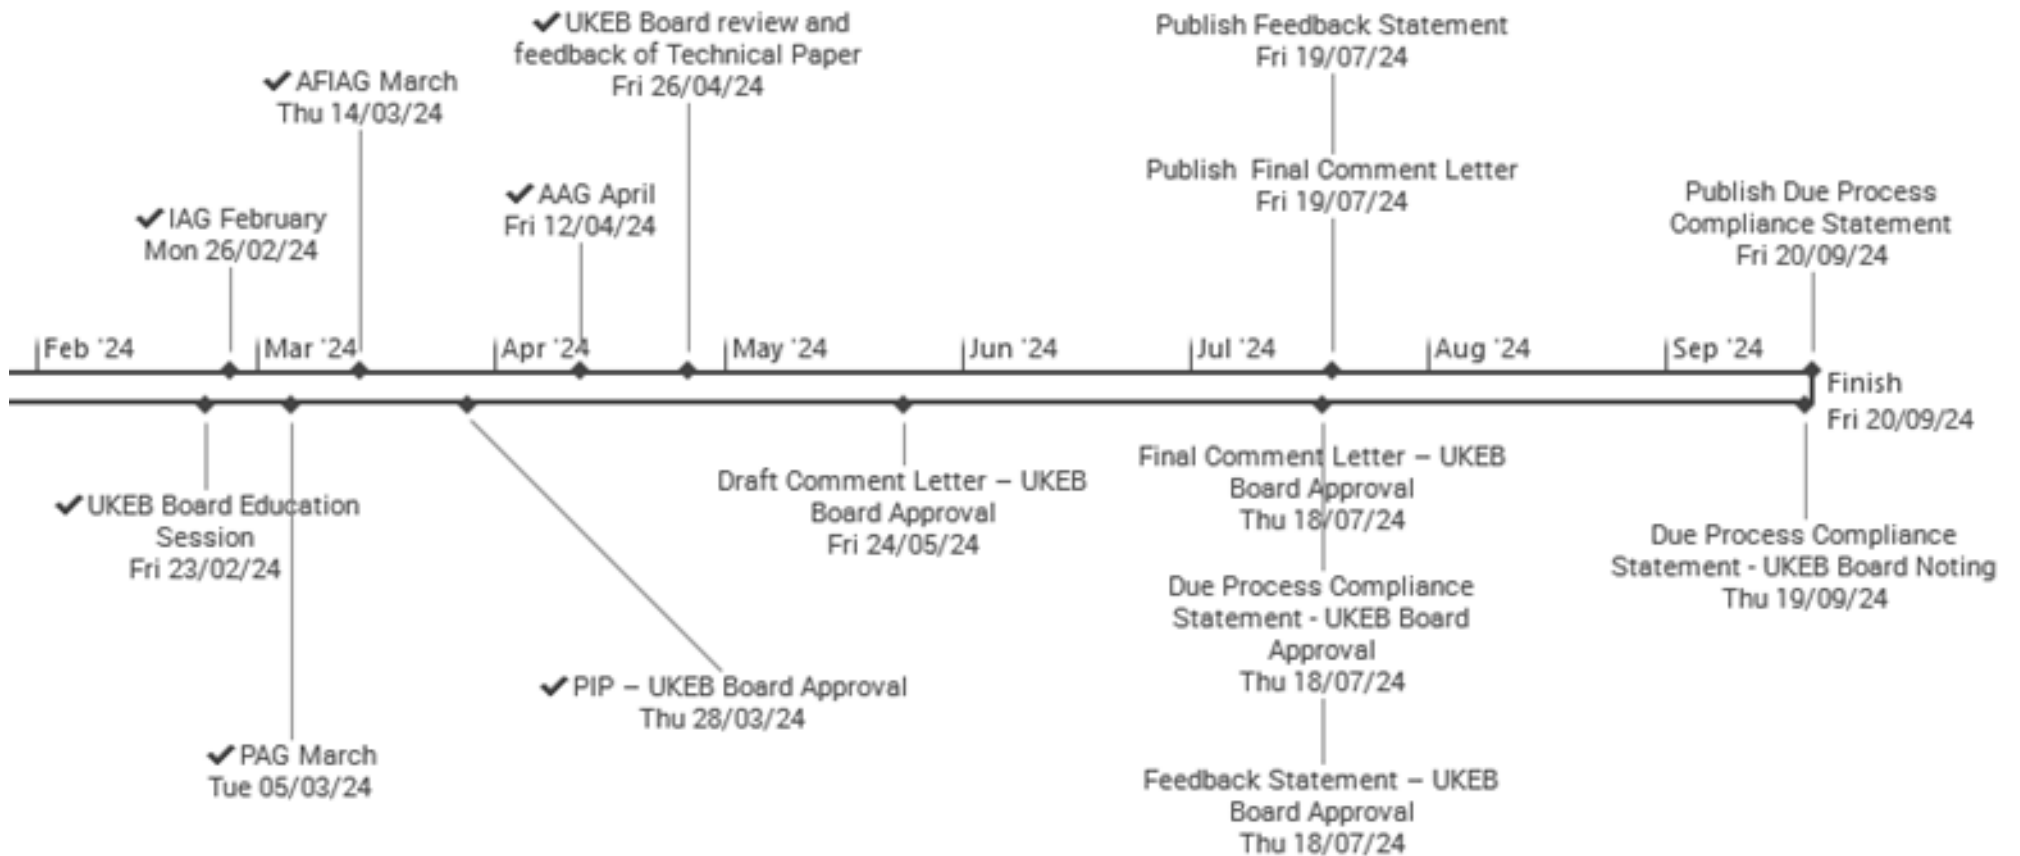 ✔UKEB Board review and
feedback of Technical Paper
Fri 26/04/24
Publish Feedback Statement
Fri 19/07/24
✔AFIAG March
Thu 14/03/24
Publish  Final Comment Letter
Fri 19/07/24
✔AAG April
Fri 12/04/24
Publish Due Process
Compliance Statement
Fri 20/09/24
✔IAG February
Mon 26/02/24
Feb '24
Mar '24
Apr '24
May '24
Jun '24
Jul '24
Aug '24
Sep '24
Finish
Fri 20/09/24
✔UKEB Board Education
Session
Fri 23/02/24
Draft Comment Letter – UKEB
Board Approval
Fri 24/05/24
Final Comment Letter – UKEB
Board Approval
Thu 18/07/24
Due Process Compliance
Statement - UKEB Board Noting
Thu 19/09/24
Due Process Compliance
Statement - UKEB Board
Approval
Thu 18/07/24
✔PIP – UKEB Board Approval
Thu 28/03/24
✔PAG March
Tue 05/03/24
Feedback Statement – UKEB
Board Approval
Thu 18/07/24